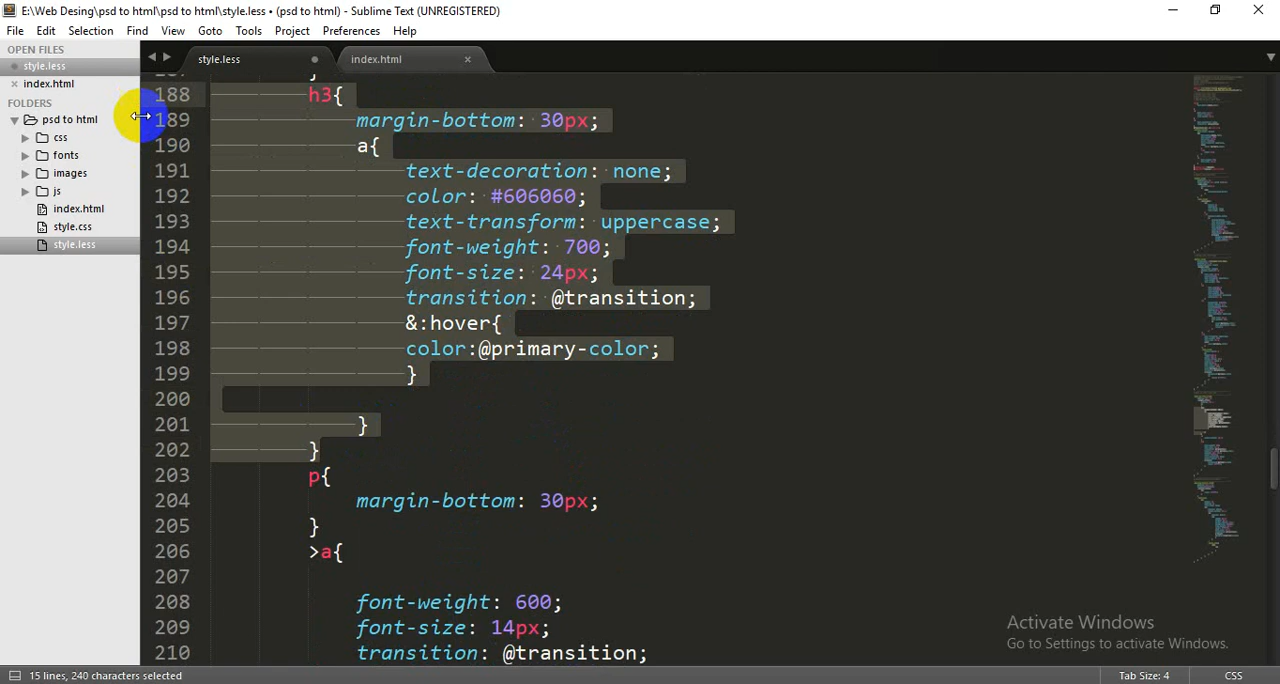 E:\Web Desing\psd to html\psd to html\style.less • (psd to html) - Sublime Text (UNREGISTERED)
File Edit Selection Find View Goto Tools Project Preferences Help
OPEN FILES
style.less
index.html
FOLDERS
psd to html
css
fonts
images
js
index.html
style.css
style.less
style.less
index.html
188 h3{
189 margin-bottom: 30px;
190 a{
191 text-decoration: none;
192 color: #606060;
193 text-transform: uppercase;
194 font-weight: 700;
195 font-size: 24px;
196 transition: @transition;
197 &:hover{
198 color:@primary-color;
199 }
200
201 }
202 }
203 p{
204 margin-bottom: 30px;
205 }
206 >a{
207
208 font-weight: 600;
209 font-size: 14px;
210 transition: @transition;
Activate Windows
Go to Settings to activate Windows.
15 lines, 240 characters selected
Tab Size: 4
CSS